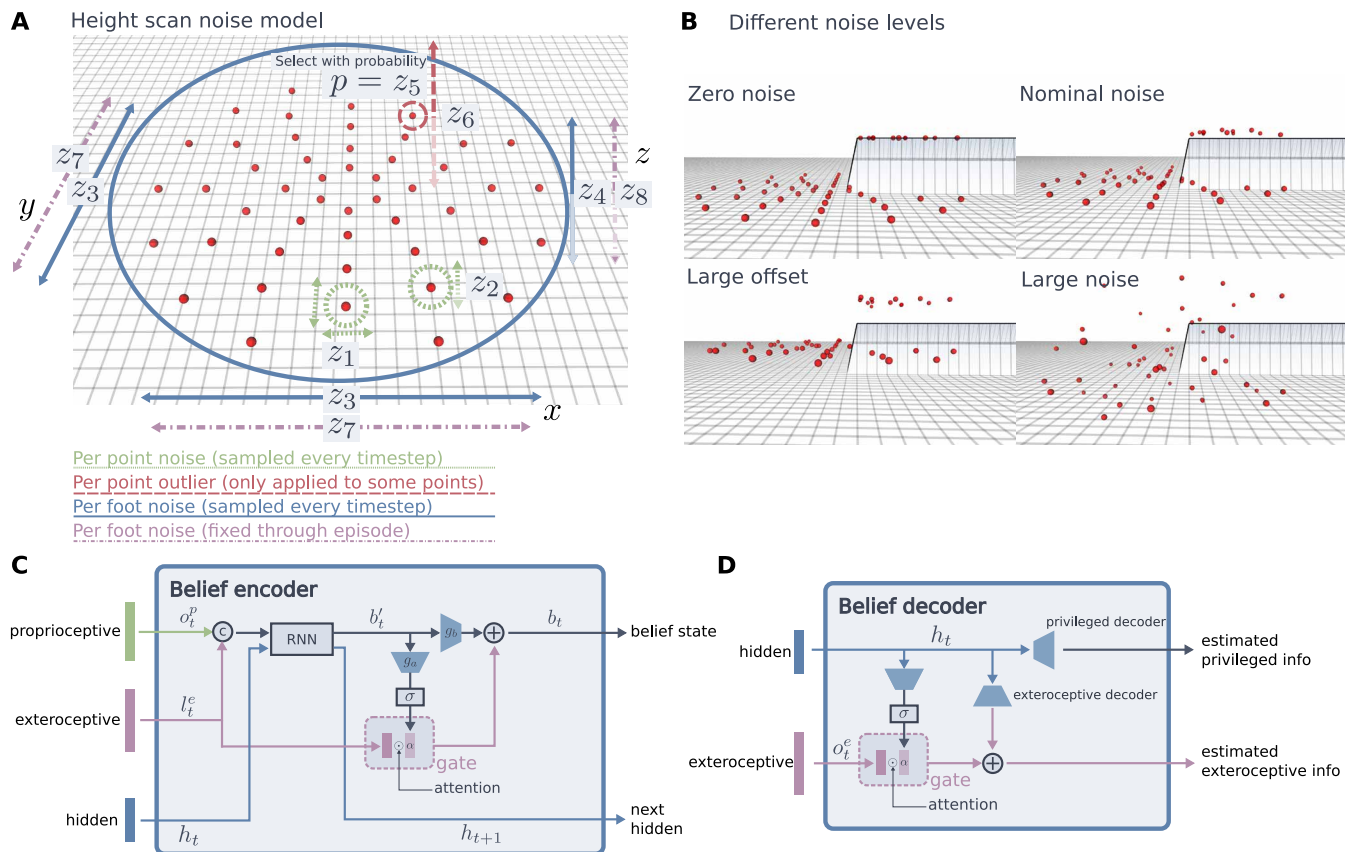 A Height scan noise model
Select with probability
p = z5
z6
z7
z3
y
z
z4
z8
z2
z1
z3
x
z7
Per point noise (sampled every timestep)
Per point outlier (only applied to some points)
Per foot noise (sampled every timestep)
Per foot noise (fixed through episode)
B Different noise levels
Zero noise
Nominal noise
Large offset
Large noise
C
Belief encoder
proprioceptive
o_t^p
c
RNN
b'_t
g_b
+
b_t
belief state
g_a
σ
exteroceptive
l_t^e
⊙
α
gate
attention
hidden
h_t
h_{t+1}
next
hidden
D
Belief decoder
hidden
h_t
privileged decoder
estimated
privileged info
exteroceptive decoder
σ
exteroceptive
o_t^e
⊙
α
gate
attention
+
estimated
exteroceptive info